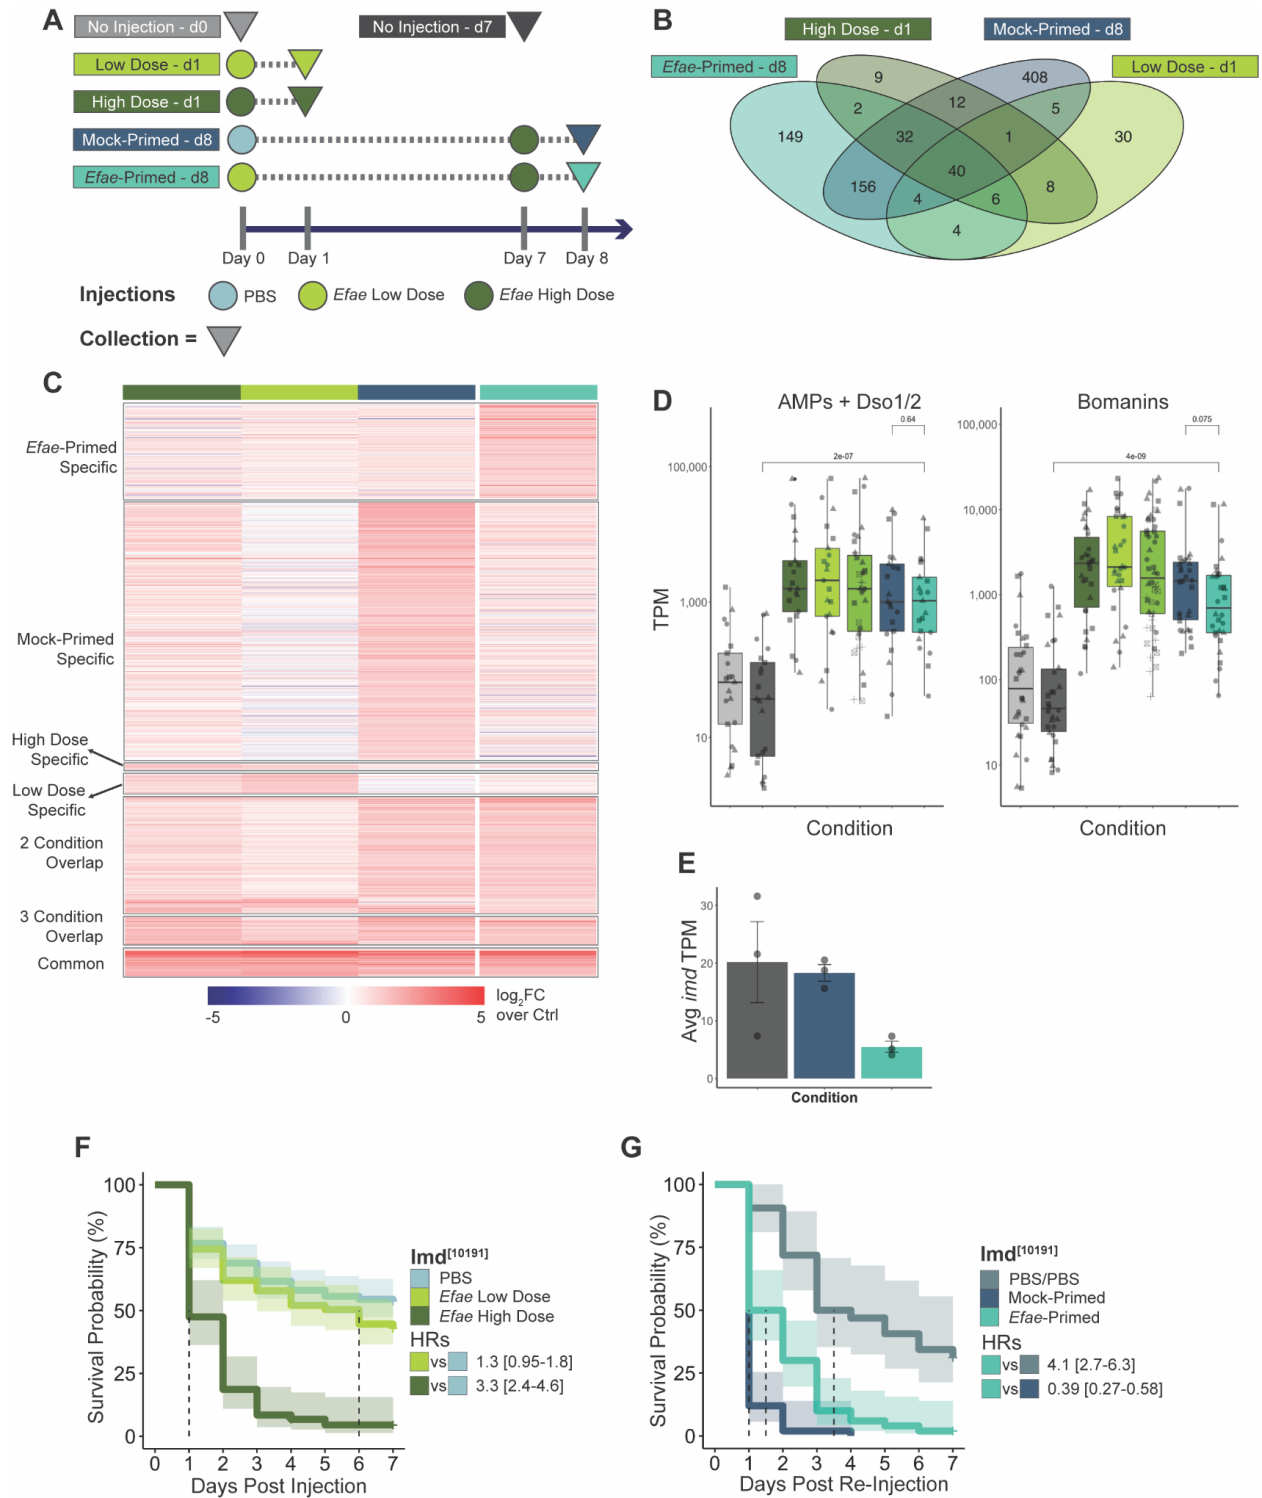 A
No Injection - d0
No Injection - d7
Low Dose - d1
High Dose - d1
Mock-Primed - d8
Efae-Primed - d8
Day 0
Day 1
Day 7
Day 8
Injections
PBS
Efae Low Dose
Efae High Dose
Collection =
B
High Dose - d1
Mock-Primed - d8
Efae-Primed - d8
Low Dose - d1
9
408
2
12
5
149
32
1
30
40
156
4
6
8
4
C
Efae-Primed
Specific
Mock-Primed
Specific
High Dose
Specific
Low Dose
Specific
2 Condition
Overlap
3 Condition
Overlap
Common
-5
0
5
log2FC
over Ctrl
D
AMPs + Dso1/2
TPM
100,000
1,000
10
0.64
2e-07
Condition
Bomanins
100,000
10,000
1,000
100
10
0.075
4e-09
Condition
E
Avg imd TPM
30
20
10
0
Condition
F
Survival Probability (%)
100
75
50
25
0
0 1 2 3 4 5 6 7
Days Post Injection
Imd[10191]
PBS
Efae Low Dose
Efae High Dose
HRs
vs 1.3 [0.95-1.8]
vs 3.3 [2.4-4.6]
G
Survival Probability (%)
100
75
50
25
0
0 1 2 3 4 5 6 7
Days Post Re-Injection
Imd[10191]
PBS/PBS
Mock-Primed
Efae-Primed
HRs
vs 4.1 [2.7-6.3]
vs 0.39 [0.27-0.58]